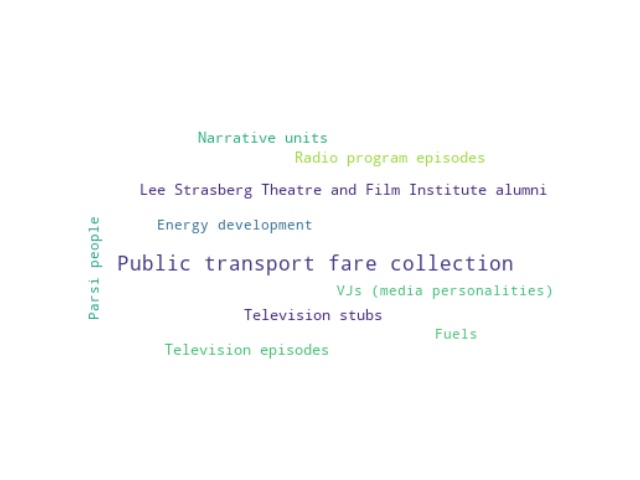 Narrative units
Radio program episodes
Lee Strasberg Theatre and Film Institute alumni
Parsi people
Energy development
Public transport fare collection
VJs (media personalities)
Television stubs
Fuels
Television episodes